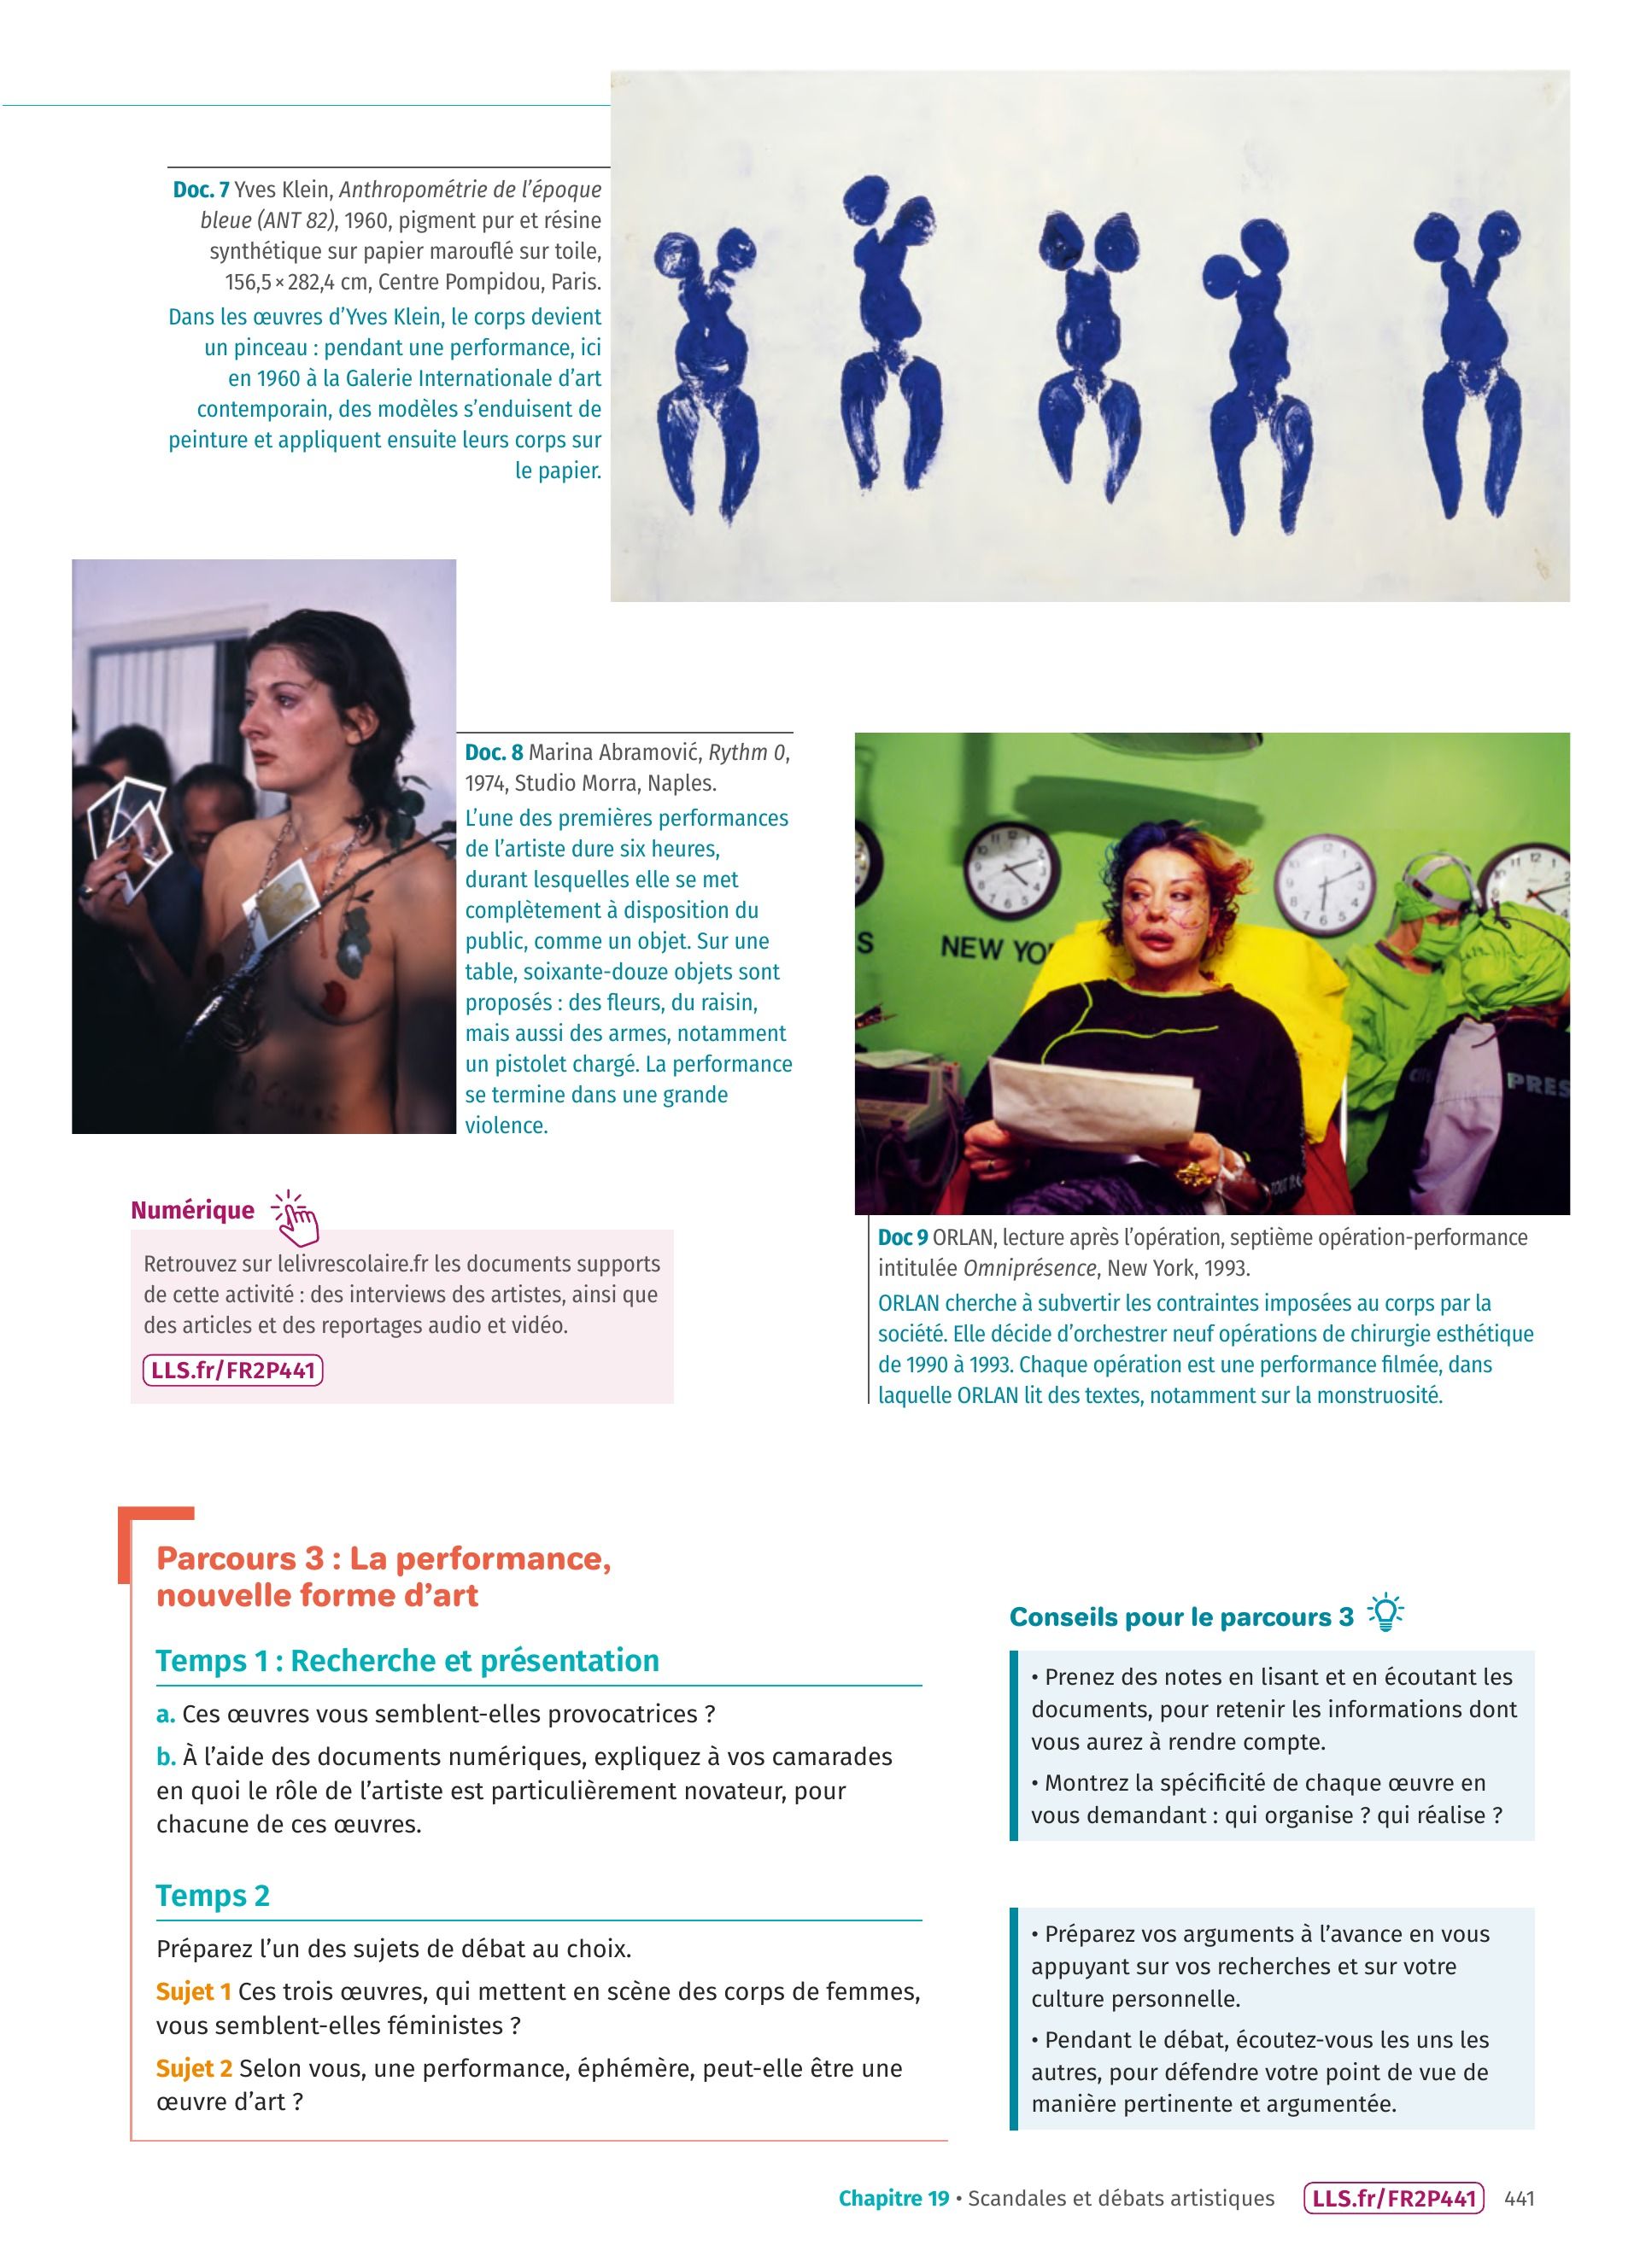 Doc. 7 Yves Klein, Anthropométrie de l'époque
bleue (ANT 82), 1960, pigment pur et résine
synthétique sur papier marouflé sur toile,
156,5 × 282,4 cm, Centre Pompidou, Paris.
Dans les œuvres d'Yves Klein, le corps devient
un pinceau : pendant une performance, ici
en 1960 à la Galerie Internationale d'art
contemporain, des modèles s'enduisent de
peinture et appliquent ensuite leurs corps sur
le papier.
Doc. 8 Marina Abramović, Rythm 0,
1974, Studio Morra, Naples.
L'une des premières performances
de l'artiste dure six heures,
durant lesquelles elle se met
complètement à disposition du
public, comme un objet. Sur une
table, soixante-douze objets sont
proposés : des fleurs, du raisin,
mais aussi des armes, notamment
un pistolet chargé. La performance
se termine dans une grande
violence.
S
NEW YO
PRES
Doc 9 ORLAN, lecture après l'opération, septième opération-performance
intitulée Omniprésence, New York, 1993.
ORLAN cherche à subvertir les contraintes imposées au corps par la
société. Elle décide d'orchestrer neuf opérations de chirurgie esthétique
de 1990 à 1993. Chaque opération est une performance filmée, dans
laquelle ORLAN lit des textes, notamment sur la monstruosité.
Numérique
Retrouvez sur lelivrescolaire.fr les documents supports
de cette activité : des interviews des artistes, ainsi que
des articles et des reportages audio et vidéo.
LLS.fr/FR2P441
Parcours 3 : La performance,
nouvelle forme d'art
Temps 1 : Recherche et présentation
a. Ces œuvres vous semblent-elles provocatrices ?
b. À l'aide des documents numériques, expliquez à vos camarades
en quoi le rôle de l'artiste est particulièrement novateur, pour
chacune de ces œuvres.
Temps 2
Préparez l'un des sujets de débat au choix.
Sujet 1 Ces trois œuvres, qui mettent en scène des corps de femmes,
vous semblent-elles féministes ?
Sujet 2 Selon vous, une performance, éphémère, peut-elle être une
œuvre d'art ?
Conseils pour le parcours 3
• Prenez des notes en lisant et en écoutant les
documents, pour retenir les informations dont
vous aurez à rendre compte.
• Montrez la spécificité de chaque œuvre en
vous demandant : qui organise ? qui réalise ?
• Préparez vos arguments à l'avance en vous
appuyant sur vos recherches et sur votre
culture personnelle.
• Pendant le débat, écoutez-vous les uns les
autres, pour défendre votre point de vue de
manière pertinente et argumentée.
Chapitre 19 • Scandales et débats artistiques LLS.fr/FR2P441 441